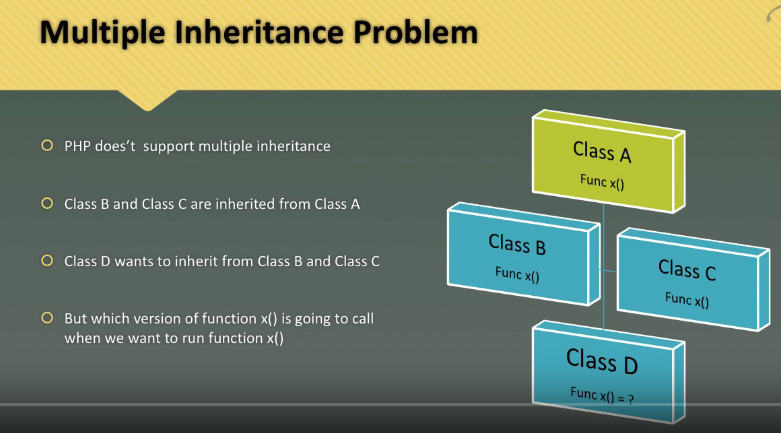 Multiple Inheritance Problem
PHP does't support multiple inheritance
Class B and Class C are inherited from Class A
Class D wants to inherit from Class B and Class C
But which version of function x() is going to call
when we want to run function x()
Class A
Func x()
Class B
Func x()
Class C
Func x()
Class D
Func x() = ?